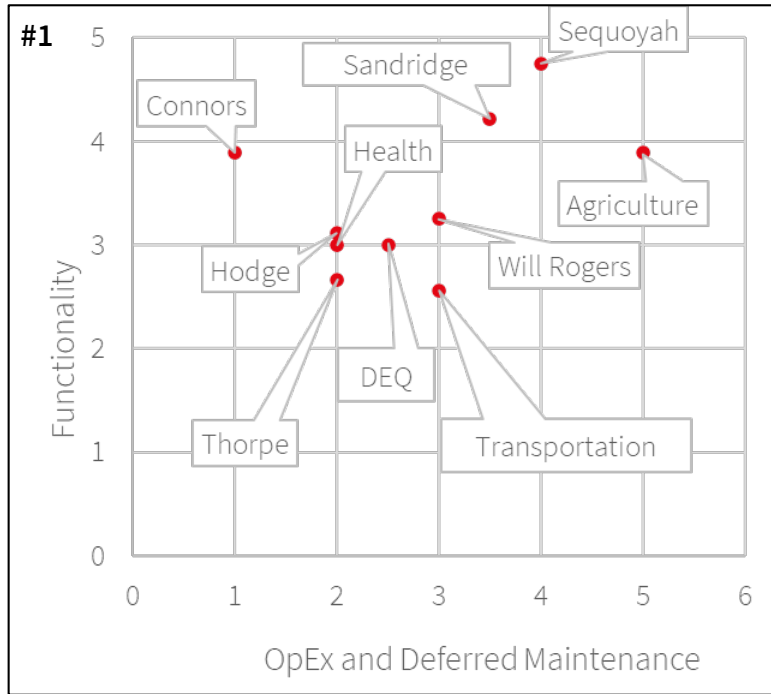 #1
5
Sequoyah
Sandridge
Connors
4
Health
Agriculture
3
Hodge
Will Rogers
Functionality
2
DEQ
Thorpe
Transportation
1
0
0 1 2 3 4 5 6
OpEx and Deferred Maintenance